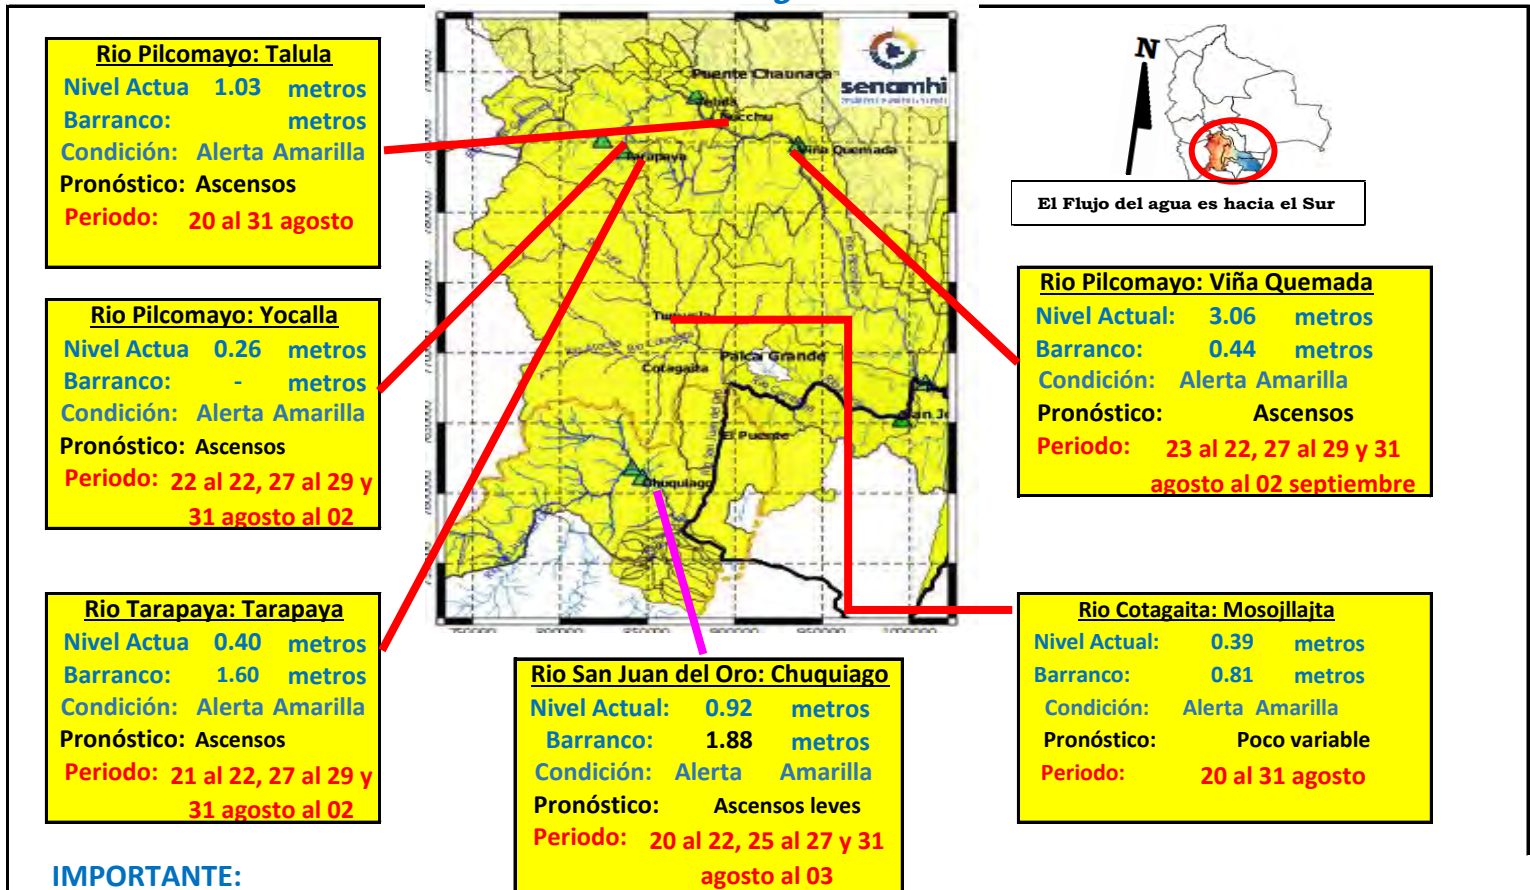 Rio Pilcomayo: Talula
Nivel Actua 1.03 metros
Barranco: metros
Condición: Alerta Amarilla
Pronóstico: Ascensos
Periodo: 20 al 31 agosto
Rio Pilcomayo: Yocalla
Nivel Actua 0.26 metros
Barranco: - metros
Condición: Alerta Amarilla
Pronóstico: Ascensos
Periodo: 22 al 22, 27 al 29 y
31 agosto al 02
Rio Tarapaya: Tarapaya
Nivel Actua 0.40 metros
Barranco: 1.60 metros
Condición: Alerta Amarilla
Pronóstico: Ascensos
Periodo: 21 al 22, 27 al 29 y
31 agosto al 02
IMPORTANTE:
senamhi
Puente Chaunaca
Talula
Viña Quemada
Tarapaya
Palca Grande
Cotagaita
El Puente
Chuquiago
750000 800000 850000 900000 950000 1000000
Rio San Juan del Oro: Chuquiago
Nivel Actual: 0.92 metros
Barranco: 1.88 metros
Condición: Alerta Amarilla
Pronóstico: Ascensos leves
Periodo: 20 al 22, 25 al 27 y 31
agosto al 03
N
El Flujo del agua es hacia el Sur
Rio Pilcomayo: Viña Quemada
Nivel Actual: 3.06 metros
Barranco: 0.44 metros
Condición: Alerta Amarilla
Pronóstico: Ascensos
Periodo: 23 al 22, 27 al 29 y 31
agosto al 02 septiembre
Rio Cotagaita: Mosojllajta
Nivel Actual: 0.39 metros
Barranco: 0.81 metros
Condición: Alerta Amarilla
Pronóstico: Poco variable
Periodo: 20 al 31 agosto